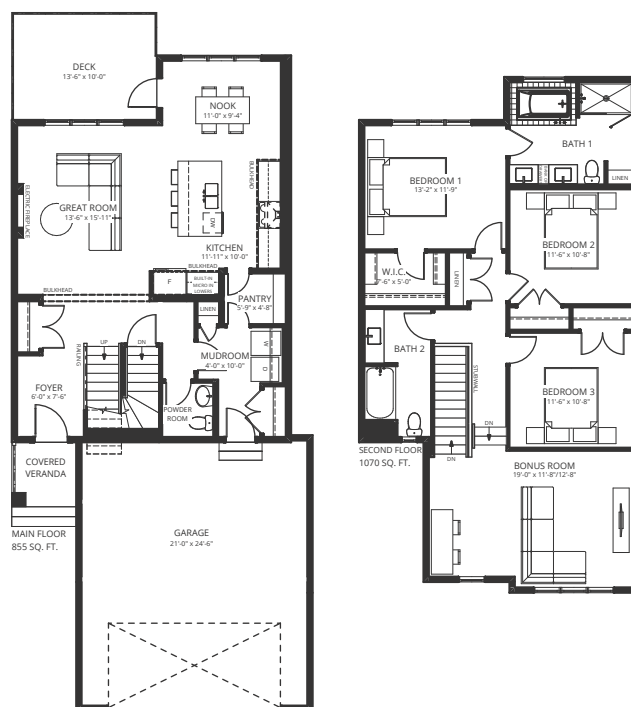 DECK
13'-6" x 10'-0"
NOOK
11'-0" x 9'-4"
BULKHEAD
ELECTRIC FIREPLACE
GREAT ROOM
13'-6" x 15'-11"
DW
KITCHEN
11'-11" x 10'-0"
BULKHEAD
F
BUILT-IN
MICRO IN
LOWERS
BULKHEAD
PANTRY
5'-9" x 4'-8"
LINEN
UP
DN
RAILING
MUDROOM
4'-0" x 10'-0"
W
D
FOYER
6'-0" x 7'-6"
POWDER
ROOM
COVERED
VERANDA
MAIN FLOOR
855 SQ. FT.
GARAGE
21'-0" x 24'-6"
BATH 1
LINEN
BEDROOM 1
13'-2" x 11'-9"
BEDROOM 2
11'-6" x 10'-8"
W.I.C.
7'-6" x 5'-0"
LINEN
BATH 2
STUBWALL
BEDROOM 3
11'-6" x 10'-8"
DN
DN
SECOND FLOOR
1070 SQ. FT.
BONUS ROOM
19'-0" x 11'-8"/12'-8"